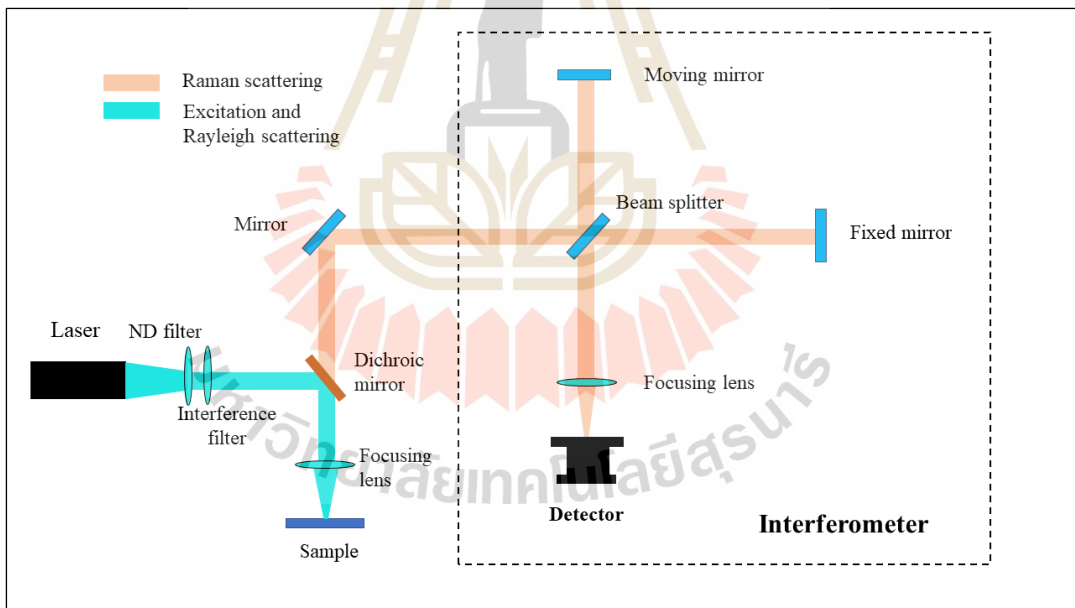 Raman scattering
Excitation and
Rayleigh scattering
Moving mirror
Beam splitter
Mirror
Fixed mirror
Laser
ND filter
Dichroic
mirror
Focusing lens
Interference
filter
Focusing
lens
Detector
Interferometer
Sample
มหาวิทยาลัยเทคโนโลยีสุรนารี